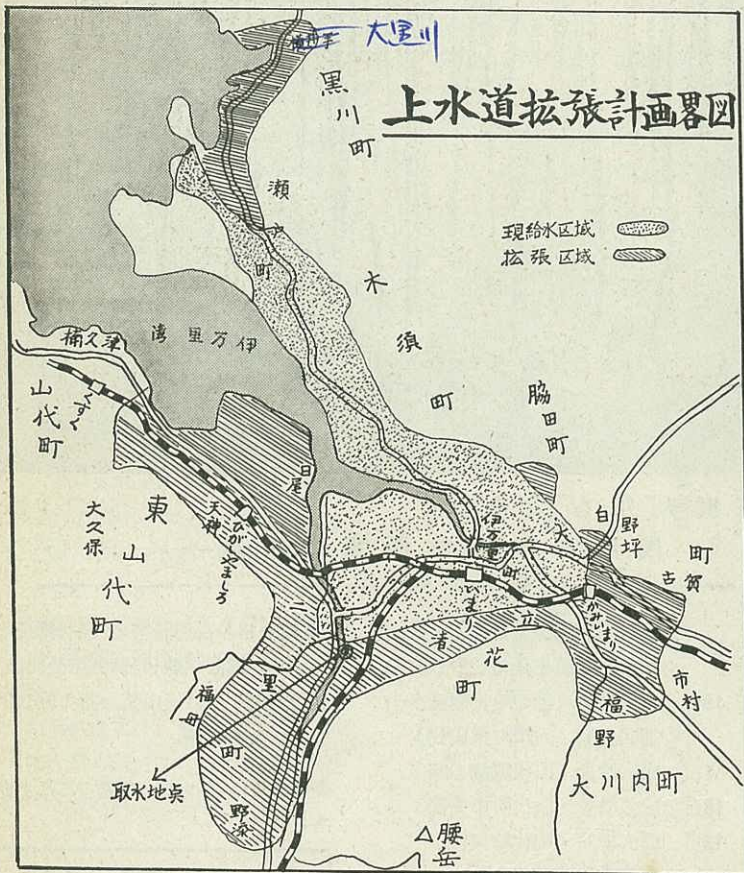 大黒川
黒川町
上水道拡張計画畧図
瀬戸町
現給水区域
拡張区域
木須町
伊万里湾
楠久津
脇田町
山代町
くすく
日尾
東山代町
大久保
天神
ひがしやましろ
伊万里町
大
白野
坪
町
古賀
二里町
いまり
かみいまり
立花町
渚
市村
福母
福野
大川内町
取水地点
腰岳